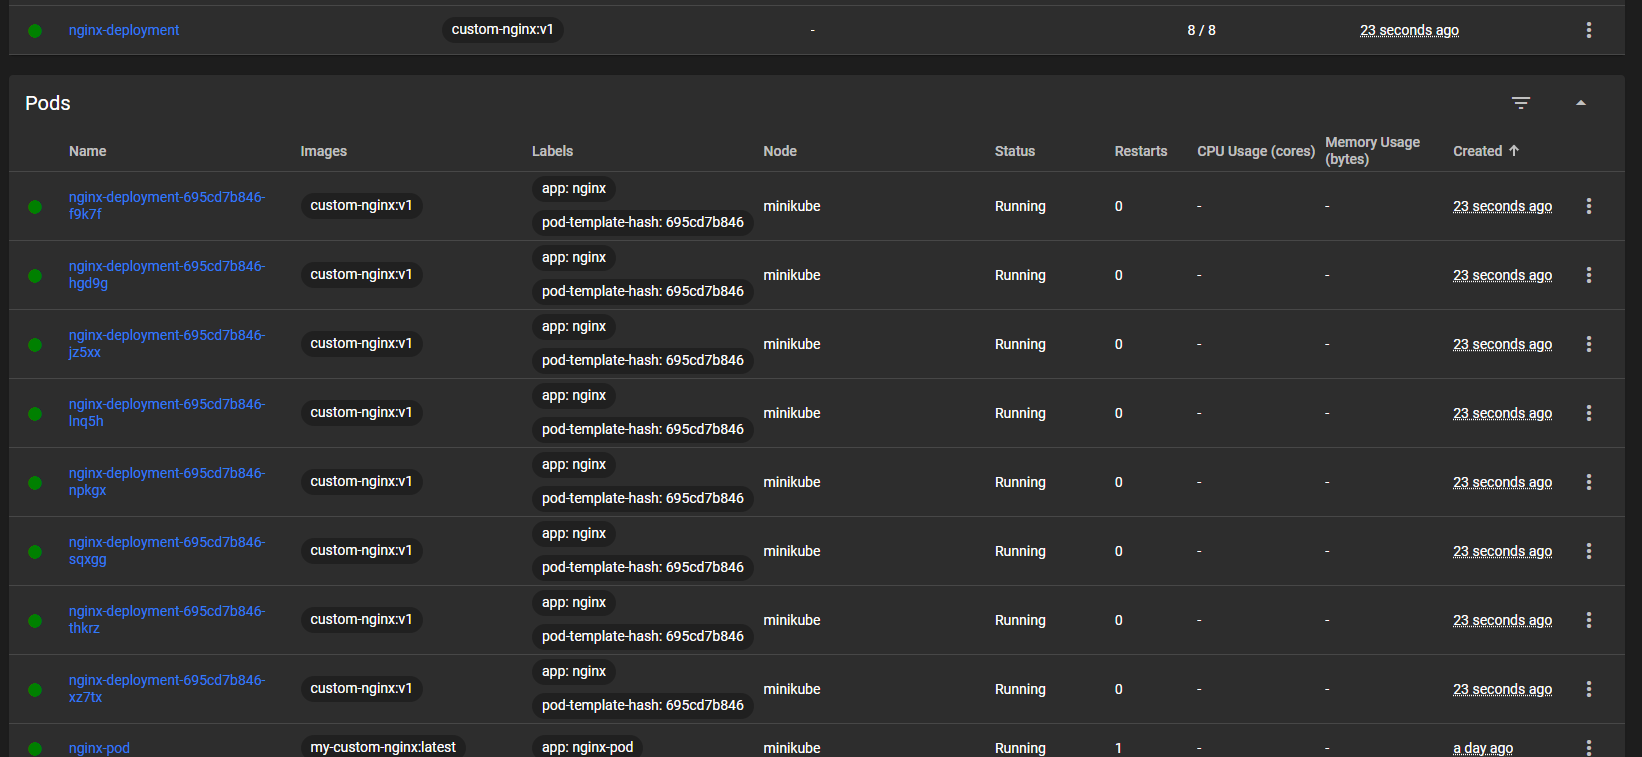 nginx-deployment custom-nginx:v1 - 8 / 8 23 seconds ago
Pods
Name Images Labels Node Status Restarts CPU Usage (cores) Memory Usage (bytes) Created
nginx-deployment-695cd7b846-f9k7f custom-nginx:v1 app: nginx pod-template-hash: 695cd7b846 minikube Running 0 - - 23 seconds ago
nginx-deployment-695cd7b846-hgd9g custom-nginx:v1 app: nginx pod-template-hash: 695cd7b846 minikube Running 0 - - 23 seconds ago
nginx-deployment-695cd7b846-jz5xx custom-nginx:v1 app: nginx pod-template-hash: 695cd7b846 minikube Running 0 - - 23 seconds ago
nginx-deployment-695cd7b846-lnq5h custom-nginx:v1 app: nginx pod-template-hash: 695cd7b846 minikube Running 0 - - 23 seconds ago
nginx-deployment-695cd7b846-npkgx custom-nginx:v1 app: nginx pod-template-hash: 695cd7b846 minikube Running 0 - - 23 seconds ago
nginx-deployment-695cd7b846-sqxgg custom-nginx:v1 app: nginx pod-template-hash: 695cd7b846 minikube Running 0 - - 23 seconds ago
nginx-deployment-695cd7b846-thkrz custom-nginx:v1 app: nginx pod-template-hash: 695cd7b846 minikube Running 0 - - 23 seconds ago
nginx-deployment-695cd7b846-xz7tx custom-nginx:v1 app: nginx pod-template-hash: 695cd7b846 minikube Running 0 - - 23 seconds ago
nginx-pod my-custom-nginx:latest app: nginx-pod minikube Running 1 - - a day ago